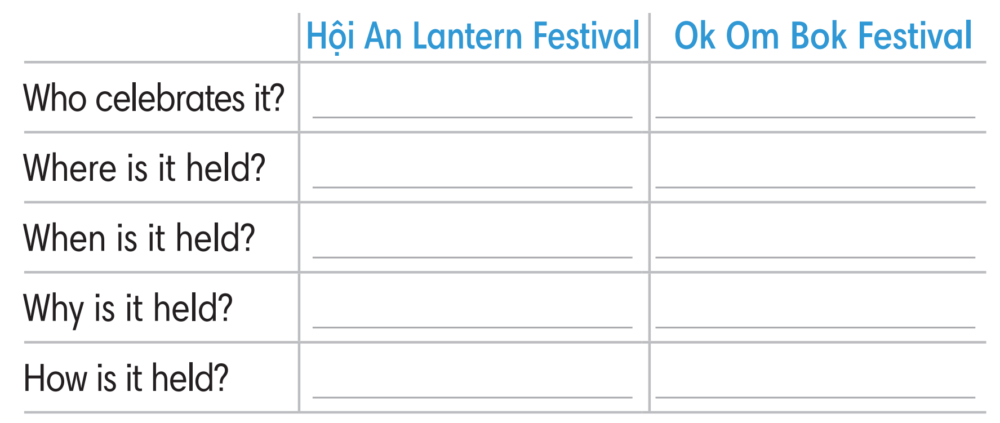 Hội An Lantern Festival Ok Om Bok Festival
Who celebrates it?
Where is it held?
When is it held?
Why is it held?
How is it held?